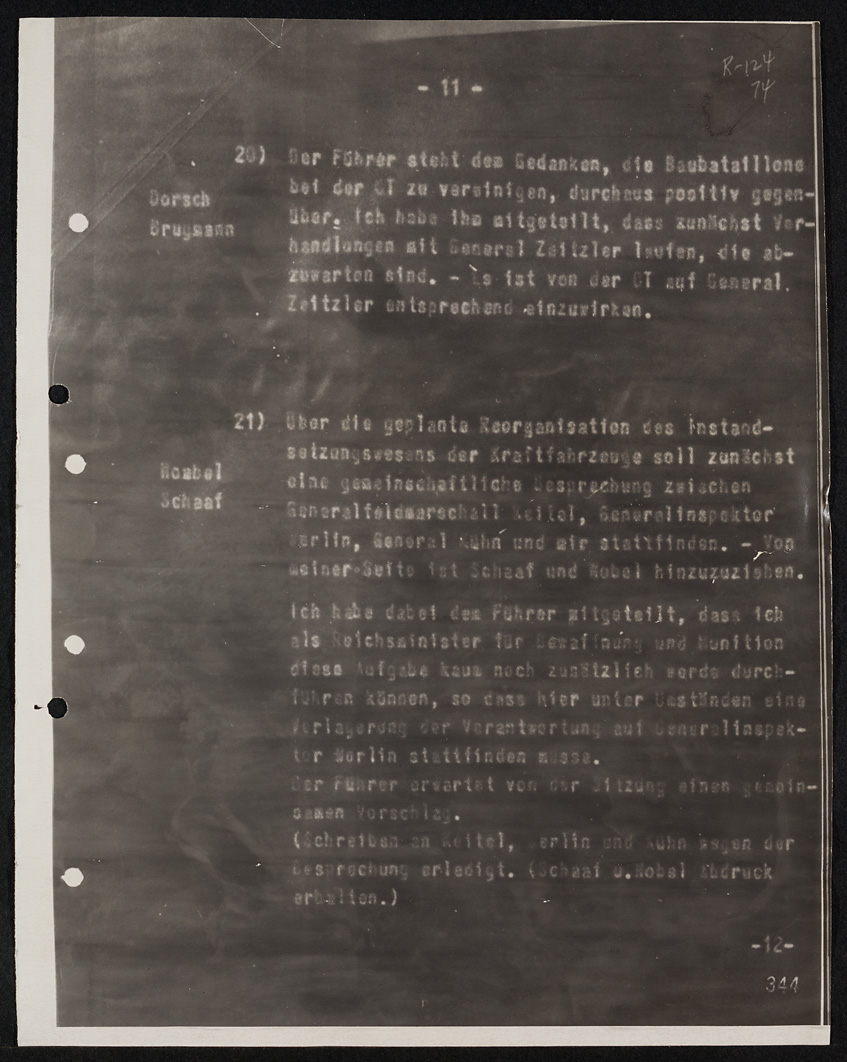 R-124
74
- 11 -
20) Der Führer steht dem Gedanken, die Baubataillone
bei der OT zu vereinigen, durchaus positiv gegen-
Dorsch
über. Ich habe ihm mitgeteilt, dass zunächst Ver-
Brugmann
handlungen mit General Zeitzler laufen, die ab-
zuwarten sind. - Es ist von der OT auf General
Zeitzler entsprechend einzuwirken.
21) Über die geplante Reorganisation des Instand-
setzungswesens der Kraftfahrzeuge soll zunächst
eine gemeinschaftliche Besprechung zwischen
Schaaf
Generalfeldmarschall Keitel, Generalinspektor
Werlin, General Kühn und mir stattfinden. - Von
meiner Seite ist Schaaf und Nobel hinzuzuziehen.
Ich habe dabei dem Führer mitgeteilt, dass ich
als Reichsminister für Bewaffnung und Munition
diese Aufgabe kaum noch zusätzlich werde durch-
führen können, so dass hier unter Umständen eine
Verlagerung der Verantwortung auf Generalinspek-
tor Werlin stattfinden müsse.
Der Führer erwartet von der Sitzung einen gemein-
samen Vorschlag.
(Schreiben an Keitel, Werlin und Kühn wegen der
Besprechung erledigt. (Schaaf u.Nobel Abdruck
erhalten.)
-12-
344